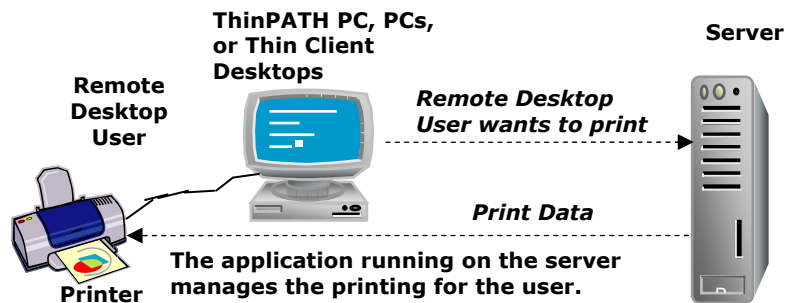 ThinPATH PC, PCs,
or Thin Client
Desktops
Server
Remote
Desktop
User
Remote Desktop
User wants to print
Print Data
The application running on the server
manages the printing for the user.
Printer